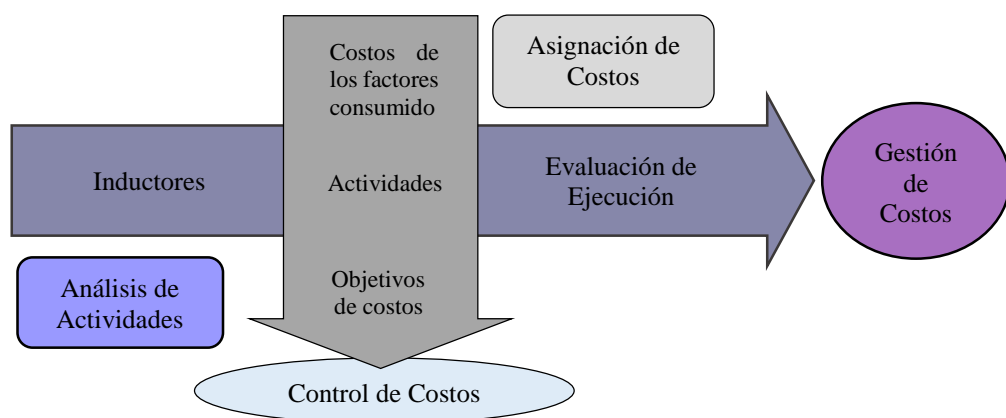 Costos de
los factores
consumido
Asignación de
Costos
Inductores
Actividades
Evaluación de
Ejecución
Gestión
de
Costos
Análisis de
Actividades
Objetivos
de costos
Control de Costos